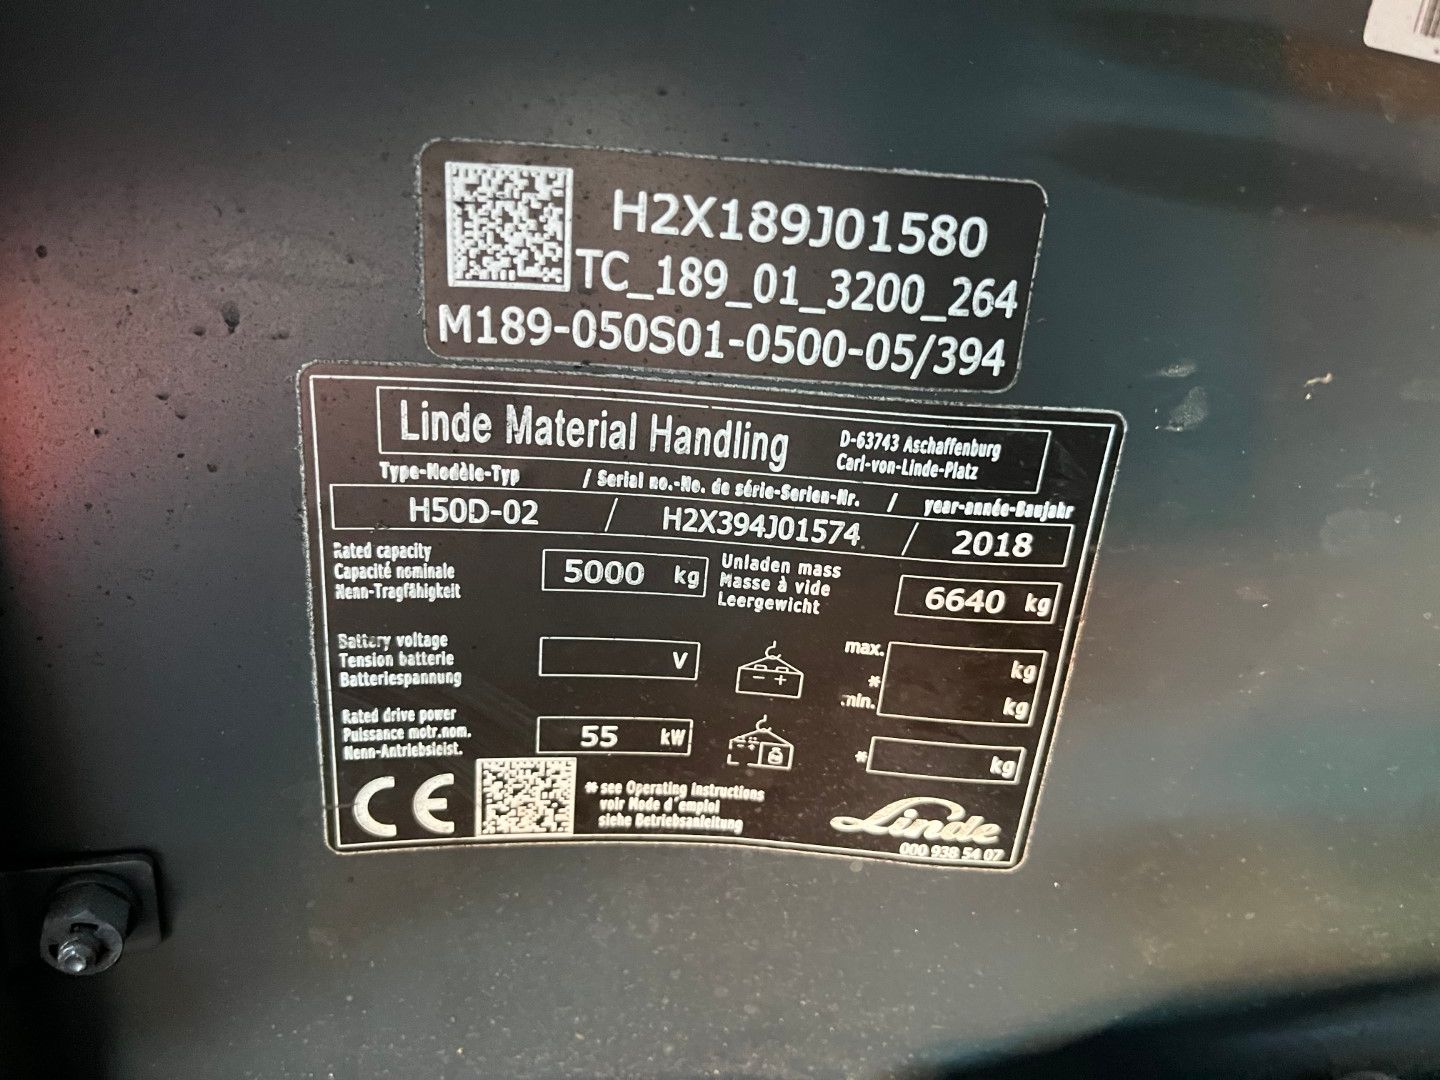 H2X189J01580
TC_189_01_3200_264
M189-050S01-0500-05/394
Linde Material Handling
D-63743 Aschaffenburg
Carl-von-Linde-Platz
Type-Modèle-Typ / Serial no.-No. de série-Serien-Nr. / year-année-Baujahr
H50D-02 / H2X394J01574 / 2018
Rated capacity
Capacité nominale
Nenn-Tragfähigkeit
5000 kg
Unladen mass
Masse à vide
Leergewicht
6640 kg
Battery voltage
Tension batterie
Batteriespannung
V
- +
max. kg
*
min. kg
Rated drive power
Puissance motr.nom.
Nenn-Antriebsleist.
55 kW
* kg
CE
* see Operating instructions
voir Mode d'emploi
siehe Betriebsanleitung
Linde
000 938 54 07